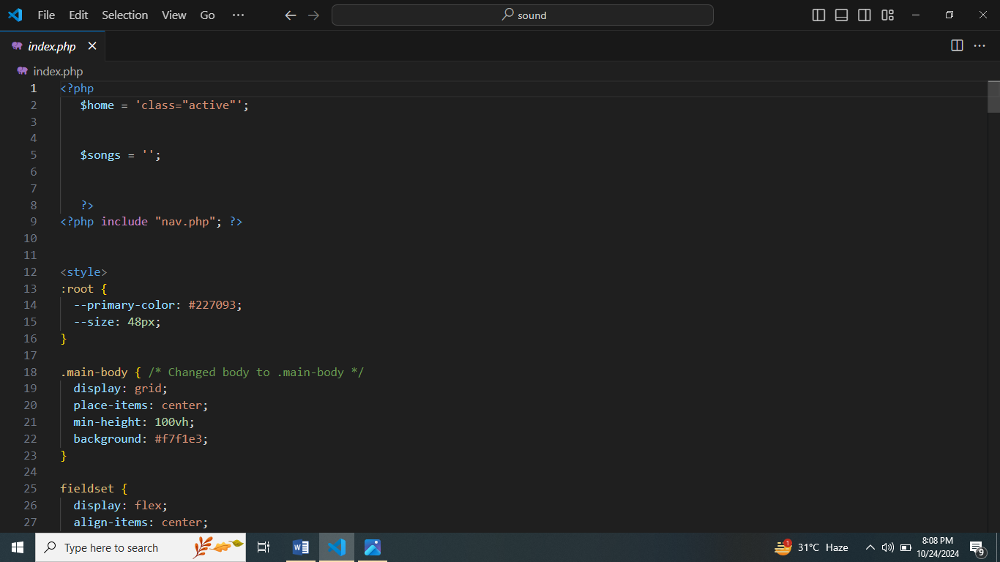 File Edit Selection View Go ···
sound
index.php
index.php
1 <?php
2 $home = 'class="active"';
3
4
5 $songs = '';
6
7
8 ?>
9 <?php include "nav.php"; ?>
10
11
12 <style>
13 :root {
14 --primary-color: #227093;
15 --size: 48px;
16 }
17
18 .main-body { /* Changed body to .main-body */
19 display: grid;
20 place-items: center;
21 min-height: 100vh;
22 background: #f7f1e3;
23 }
24
25 fieldset {
26 display: flex;
27 align-items: center;
Type here to search
1
31°C Haze
8:08 PM
10/24/2024
9